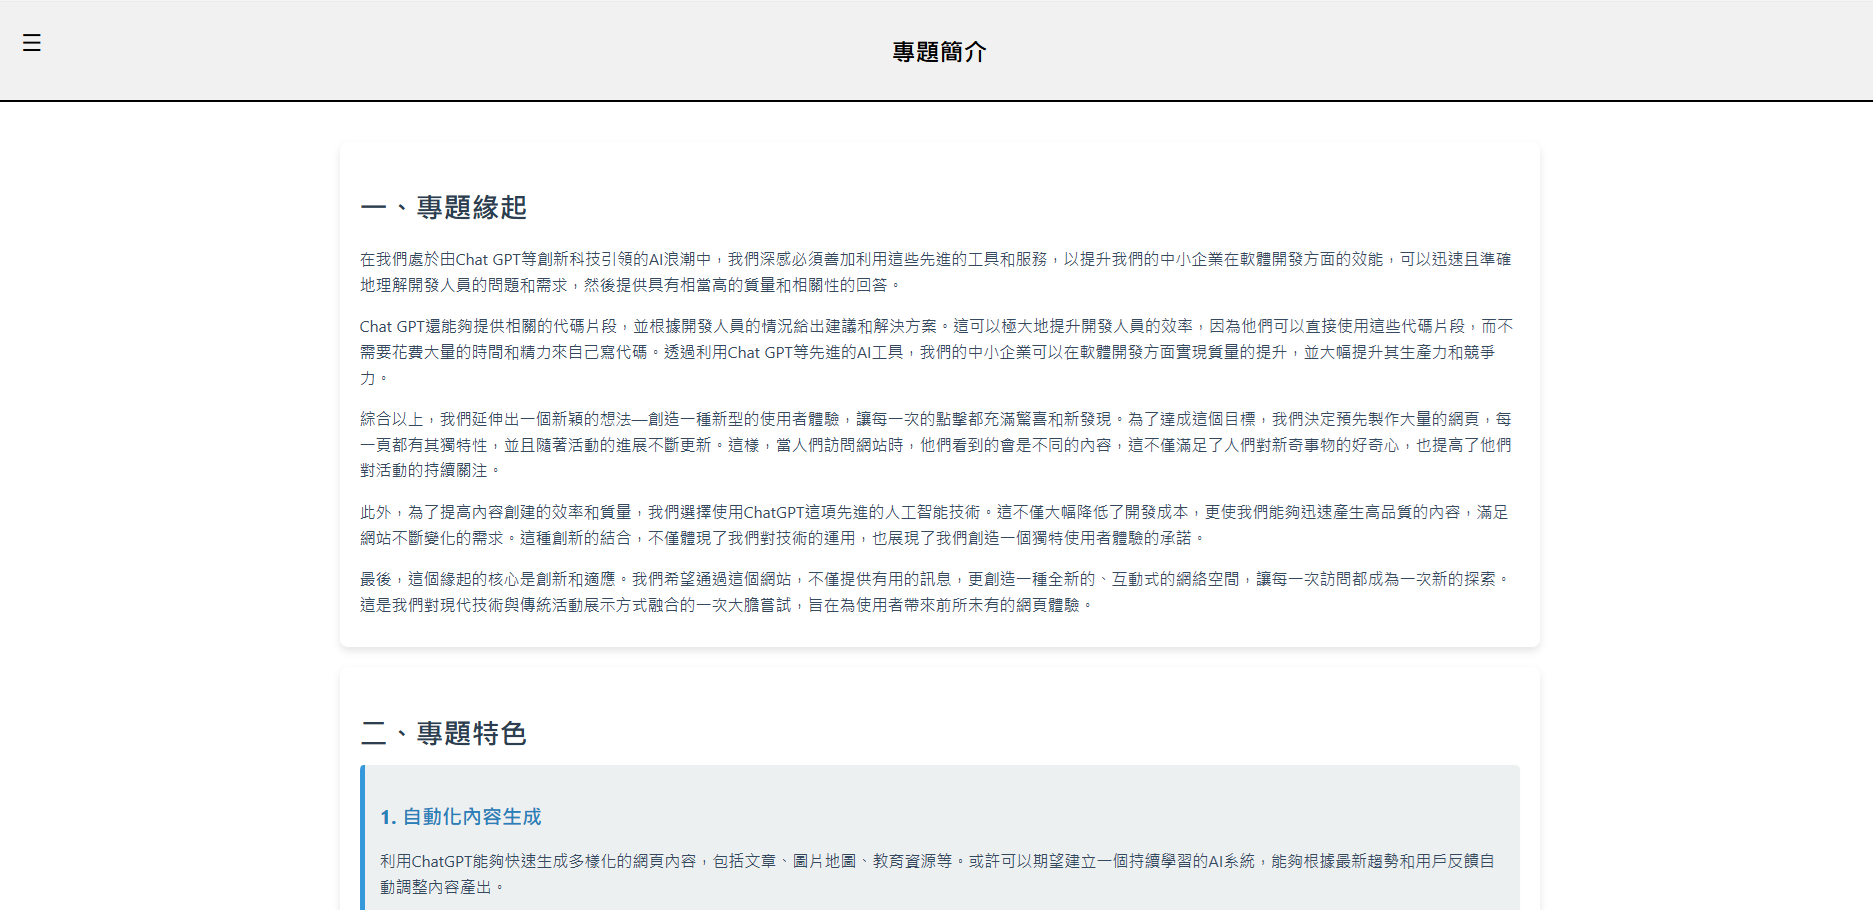 ☰
專題簡介
一、專題緣起
在我們處於由Chat GPT等創新科技引領的AI浪潮中，我們深感必須善加利用這些先進的工具和服務，以提升我們的中小企業在軟體開發方面的效能，可以迅速且準確
地理解開發人員的問題和需求，然後提供具有相當高的質量和相關性的回答。
Chat GPT還能夠提供相關的代碼片段，並根據開發人員的情況給出建議和解決方案。這可以極大地提升開發人員的效率，因為他們可以直接使用這些代碼片段，而不
需要花費大量的時間和精力來自己寫代碼。透過利用Chat GPT等先進的AI工具，我們的中小企業可以在軟體開發方面實現質量的提升，並大幅提升其生產力和競爭
力。
綜合以上，我們延伸出一個新穎的想法—創造一種新型的使用者體驗，讓每一次的點擊都充滿驚喜和新發現。為了達成這個目標，我們決定預先製作大量的網頁，每
一頁都有其獨特性，並且隨著活動的進展不斷更新。這樣，當人們訪問網站時，他們看到的會是不同的內容，這不僅滿足了人們對新奇事物的好奇心，也提高了他們
對活動的持續關注。
此外，為了提高內容創建的效率和質量，我們選擇使用ChatGPT這項先進的人工智能技術。這不僅大幅降低了開發成本，更使我們能夠迅速產生高品質的內容，滿足
網站不斷變化的需求。這種創新的結合，不僅體現了我們對技術的運用，也展現了我們創造一個獨特使用者體驗的承諾。
最後，這個緣起的核心是創新和適應。我們希望通過這個網站，不僅提供有用的訊息，更創造一種全新的、互動式的網絡空間，讓每一次訪問都成為一次新的探索。
這是我們對現代技術與傳統活動展示方式融合的一次大膽嘗試，旨在為使用者帶來前所未有的網頁體驗。
二、專題特色
1. 自動化內容生成
利用ChatGPT能夠快速生成多樣化的網頁內容，包括文章、圖片地圖、教育資源等。或許可以期望建立一個持續學習的AI系統，能夠根據最新趨勢和用戶反饋自
動調整內容產出。